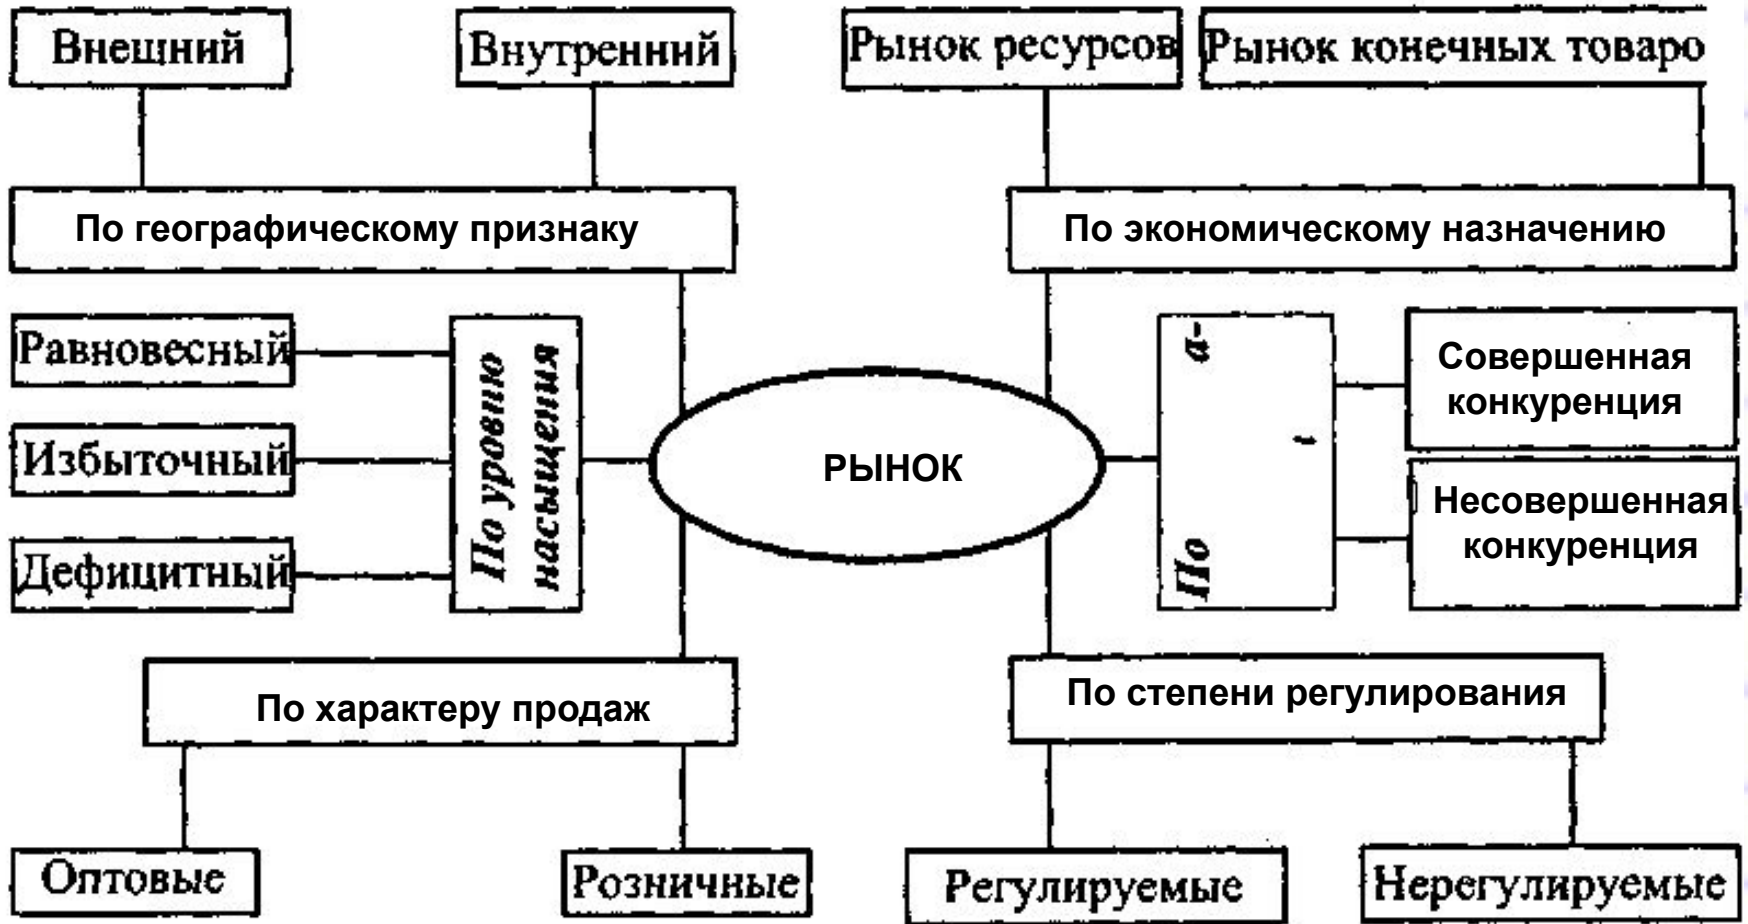 Внешний
Внутренний
Рынок ресурсов
Рынок конечных товаро
По географическому признаку
По экономическому назначению
Равновесный
Избыточный
Дефицитный
По уровню
насыщения
РЫНОК
По а-
Совершенная
конкуренция
Несовершенная
конкуренция
По характеру продаж
По степени регулирования
Оптовые
Розничные
Регулируемые
Нерегулируемые